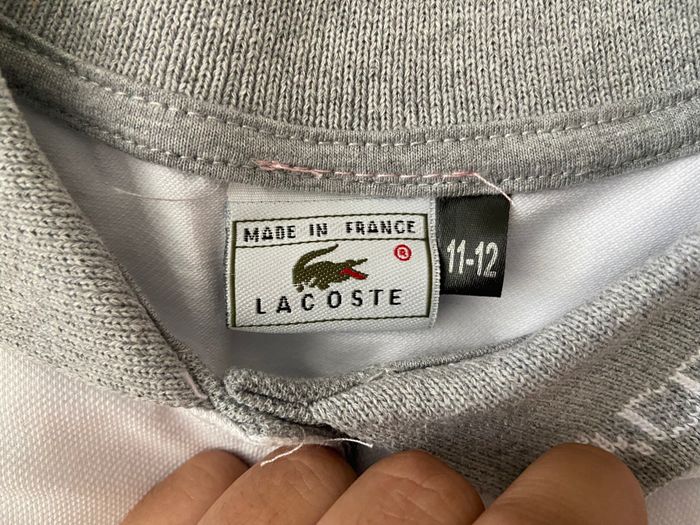 MADE IN FRANCE
®
LACOSTE
11-12